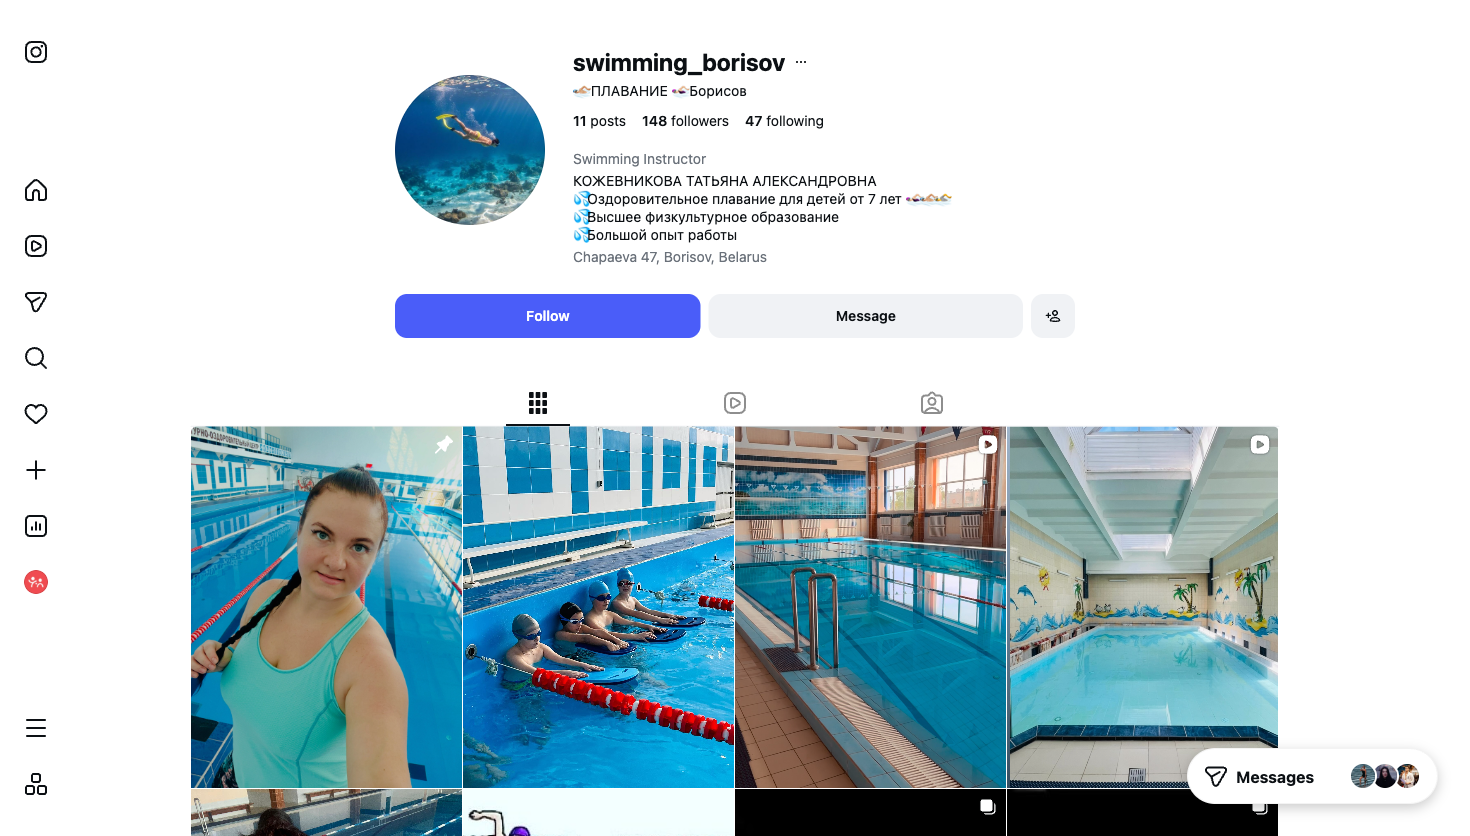 swimming_borisov ...
ПЛАВАНИЕ Борисов
11 posts 148 followers 47 following
Swimming Instructor
КОЖЕВНИКОВА ТАТЬЯНА АЛЕКСАНДРОВНА
💦Оздоровительное плавание для детей от 7 лет
💦Высшее физкультурное образование
💦Большой опыт работы
Chapaeva 47, Borisov, Belarus
Follow
Message
Messages